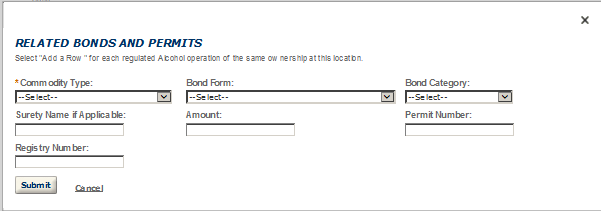 RELATED BONDS AND PERMITS
Select "Add a Row" for each regulated Alcohol operation of the same ownership at this location.
*Commodity Type: Bond Form: Bond Category:
--Select-- --Select-- --Select--
Surety Name if Applicable: Amount: Permit Number:
Registry Number:
Submit Cancel